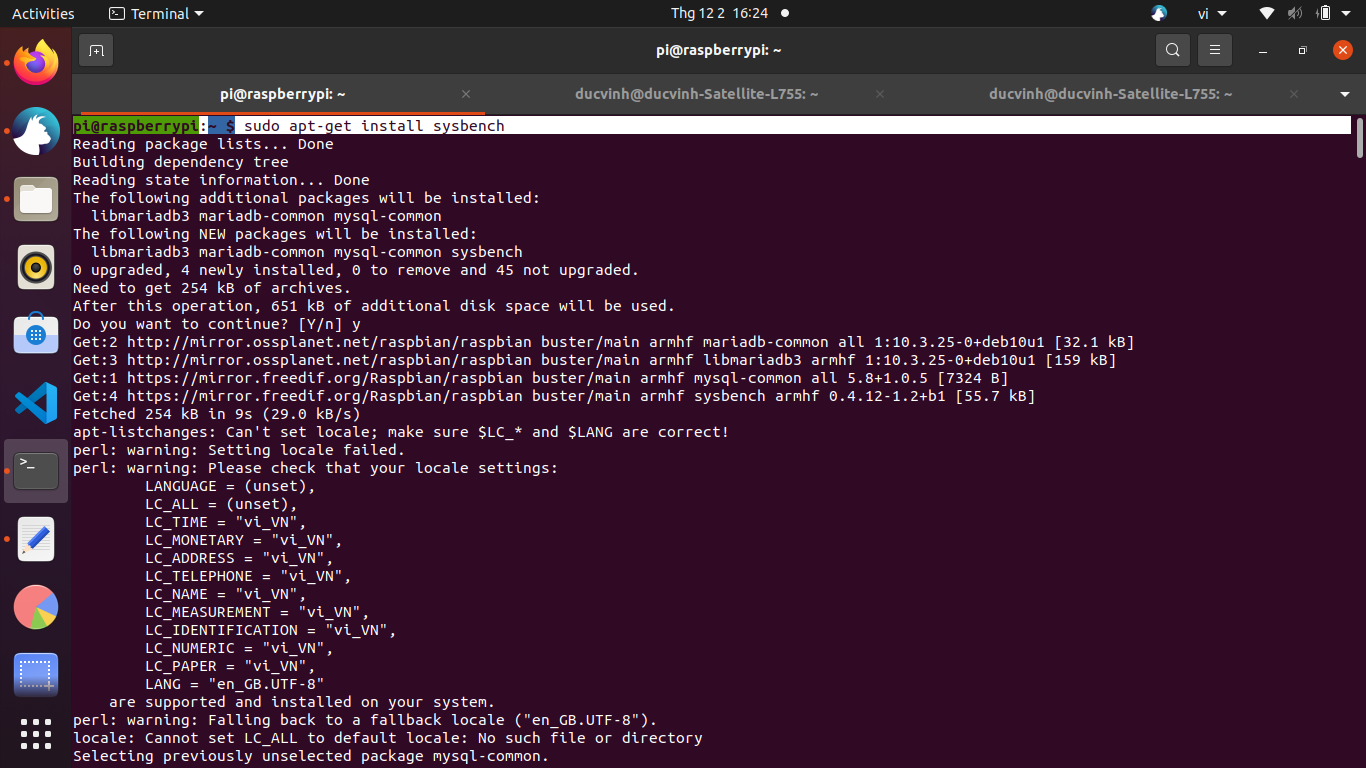 Activities
Terminal
Thg 12 2 16:24
vi
pi@raspberrypi: ~
pi@raspberrypi: ~
ducvinh@ducvinh-Satellite-L755: ~
ducvinh@ducvinh-Satellite-L755: ~
pi@raspberrypi:~ $ sudo apt-get install sysbench
Reading package lists... Done
Building dependency tree
Reading state information... Done
The following additional packages will be installed:
  libmariadb3 mariadb-common mysql-common
The following NEW packages will be installed:
  libmariadb3 mariadb-common mysql-common sysbench
0 upgraded, 4 newly installed, 0 to remove and 45 not upgraded.
Need to get 254 kB of archives.
After this operation, 651 kB of additional disk space will be used.
Do you want to continue? [Y/n] y
Get:2 http://mirror.ossplanet.net/raspbian/raspbian buster/main armhf mariadb-common all 1:10.3.25-0+deb10u1 [32.1 kB]
Get:3 http://mirror.ossplanet.net/raspbian/raspbian buster/main armhf libmariadb3 armhf 1:10.3.25-0+deb10u1 [159 kB]
Get:1 https://mirror.freedif.org/Raspbian/raspbian buster/main armhf mysql-common all 5.8+1.0.5 [7324 B]
Get:4 https://mirror.freedif.org/Raspbian/raspbian buster/main armhf sysbench armhf 0.4.12-1.2+b1 [55.7 kB]
Fetched 254 kB in 9s (29.0 kB/s)
apt-listchanges: Can't set locale; make sure $LC_* and $LANG are correct!
perl: warning: Setting locale failed.
perl: warning: Please check that your locale settings:
        LANGUAGE = (unset),
        LC_ALL = (unset),
        LC_TIME = "vi_VN",
        LC_MONETARY = "vi_VN",
        LC_ADDRESS = "vi_VN",
        LC_TELEPHONE = "vi_VN",
        LC_NAME = "vi_VN",
        LC_MEASUREMENT = "vi_VN",
        LC_IDENTIFICATION = "vi_VN",
        LC_NUMERIC = "vi_VN",
        LC_PAPER = "vi_VN",
        LANG = "en_GB.UTF-8"
    are supported and installed on your system.
perl: warning: Falling back to a fallback locale ("en_GB.UTF-8").
locale: Cannot set LC_ALL to default locale: No such file or directory
Selecting previously unselected package mysql-common.